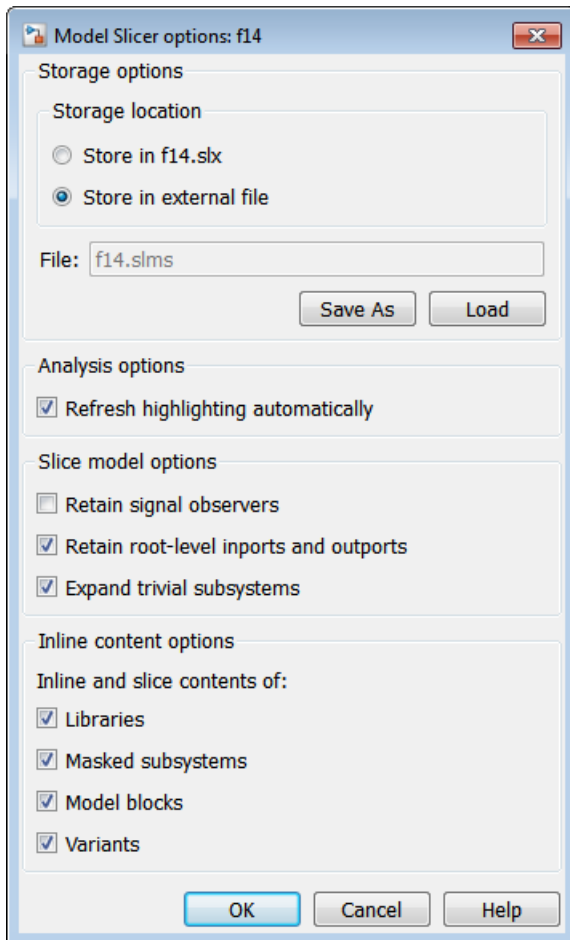 Model Slicer options: f14
Storage options
Storage location
Store in f14.slx
Store in external file
File: f14.slms
Save As Load
Analysis options
Refresh highlighting automatically
Slice model options
Retain signal observers
Retain root-level inports and outports
Expand trivial subsystems
Inline content options
Inline and slice contents of:
Libraries
Masked subsystems
Model blocks
Variants
OK Cancel Help